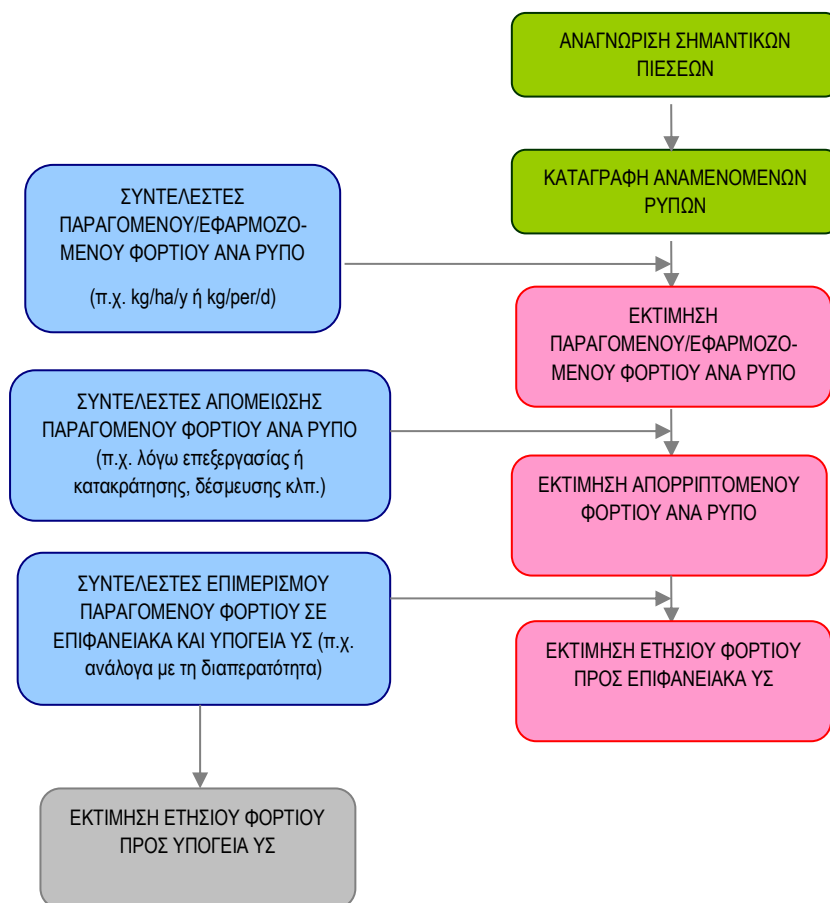 ΑΝΑΓΝΩΡΙΣΗ ΣΗΜΑΝΤΙΚΩΝ
ΠΙΕΣΕΩΝ
ΚΑΤΑΓΡΑΦΗ ΑΝΑΜΕΝΟΜΕΝΩΝ
ΡΥΠΩΝ
ΣΥΝΤΕΛΕΣΤΕΣ
ΠΑΡΑΓΟΜΕΝΟΥ/ΕΦΑΡΜΟΖΟ-
ΜΕΝΟΥ ΦΟΡΤΙΟΥ ΑΝΑ ΡΥΠΟ
(π.χ. kg/ha/y ή kg/per/d)
ΕΚΤΙΜΗΣΗ
ΠΑΡΑΓΟΜΕΝΟΥ/ΕΦΑΡΜΟΖΟ-
ΜΕΝΟΥ ΦΟΡΤΙΟΥ ΑΝΑ ΡΥΠΟ
ΣΥΝΤΕΛΕΣΤΕΣ ΑΠΟΜΕΙΩΣΗΣ
ΠΑΡΑΓΟΜΕΝΟΥ ΦΟΡΤΙΟΥ ΑΝΑ ΡΥΠΟ
(π.χ. λόγω επεξεργασίας ή
κατακράτησης, δέσμευσης κλπ.)
ΕΚΤΙΜΗΣΗ ΑΠΟΡΡΙΠΤΟΜΕΝΟΥ
ΦΟΡΤΙΟΥ ΑΝΑ ΡΥΠΟ
ΣΥΝΤΕΛΕΣΤΕΣ ΕΠΙΜΕΡΙΣΜΟΥ
ΠΑΡΑΓΟΜΕΝΟΥ ΦΟΡΤΙΟΥ ΣΕ
ΕΠΙΦΑΝΕΙΑΚΑ ΚΑΙ ΥΠΟΓΕΙΑ ΥΣ (π.χ.
ανάλογα με τη διαπερατότητα)
ΕΚΤΙΜΗΣΗ ΕΤΗΣΙΟΥ ΦΟΡΤΙΟΥ
ΠΡΟΣ ΕΠΙΦΑΝΕΙΑΚΑ ΥΣ
ΕΚΤΙΜΗΣΗ ΕΤΗΣΙΟΥ ΦΟΡΤΙΟΥ
ΠΡΟΣ ΥΠΟΓΕΙΑ ΥΣ